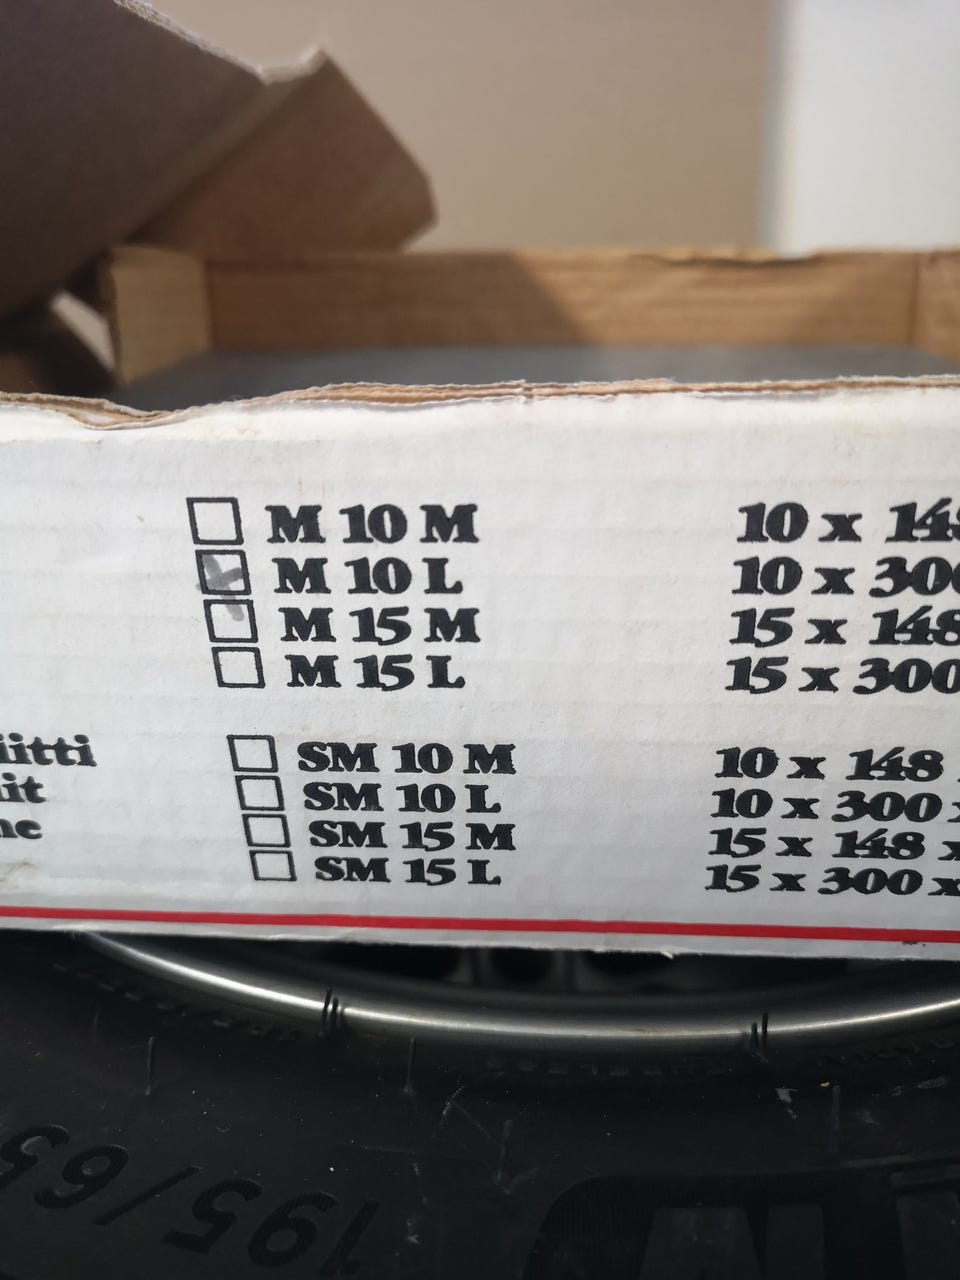 M 10 M 10 x 148
M 10 L 10 x 300
M 15 M 15 x 148
M 15 L 15 x 300
SM 10 M 10 x 148
SM 10 L 10 x 300 x
SM 15 M 15 x 148 x
SM 15 L 15 x 300 x
195/65